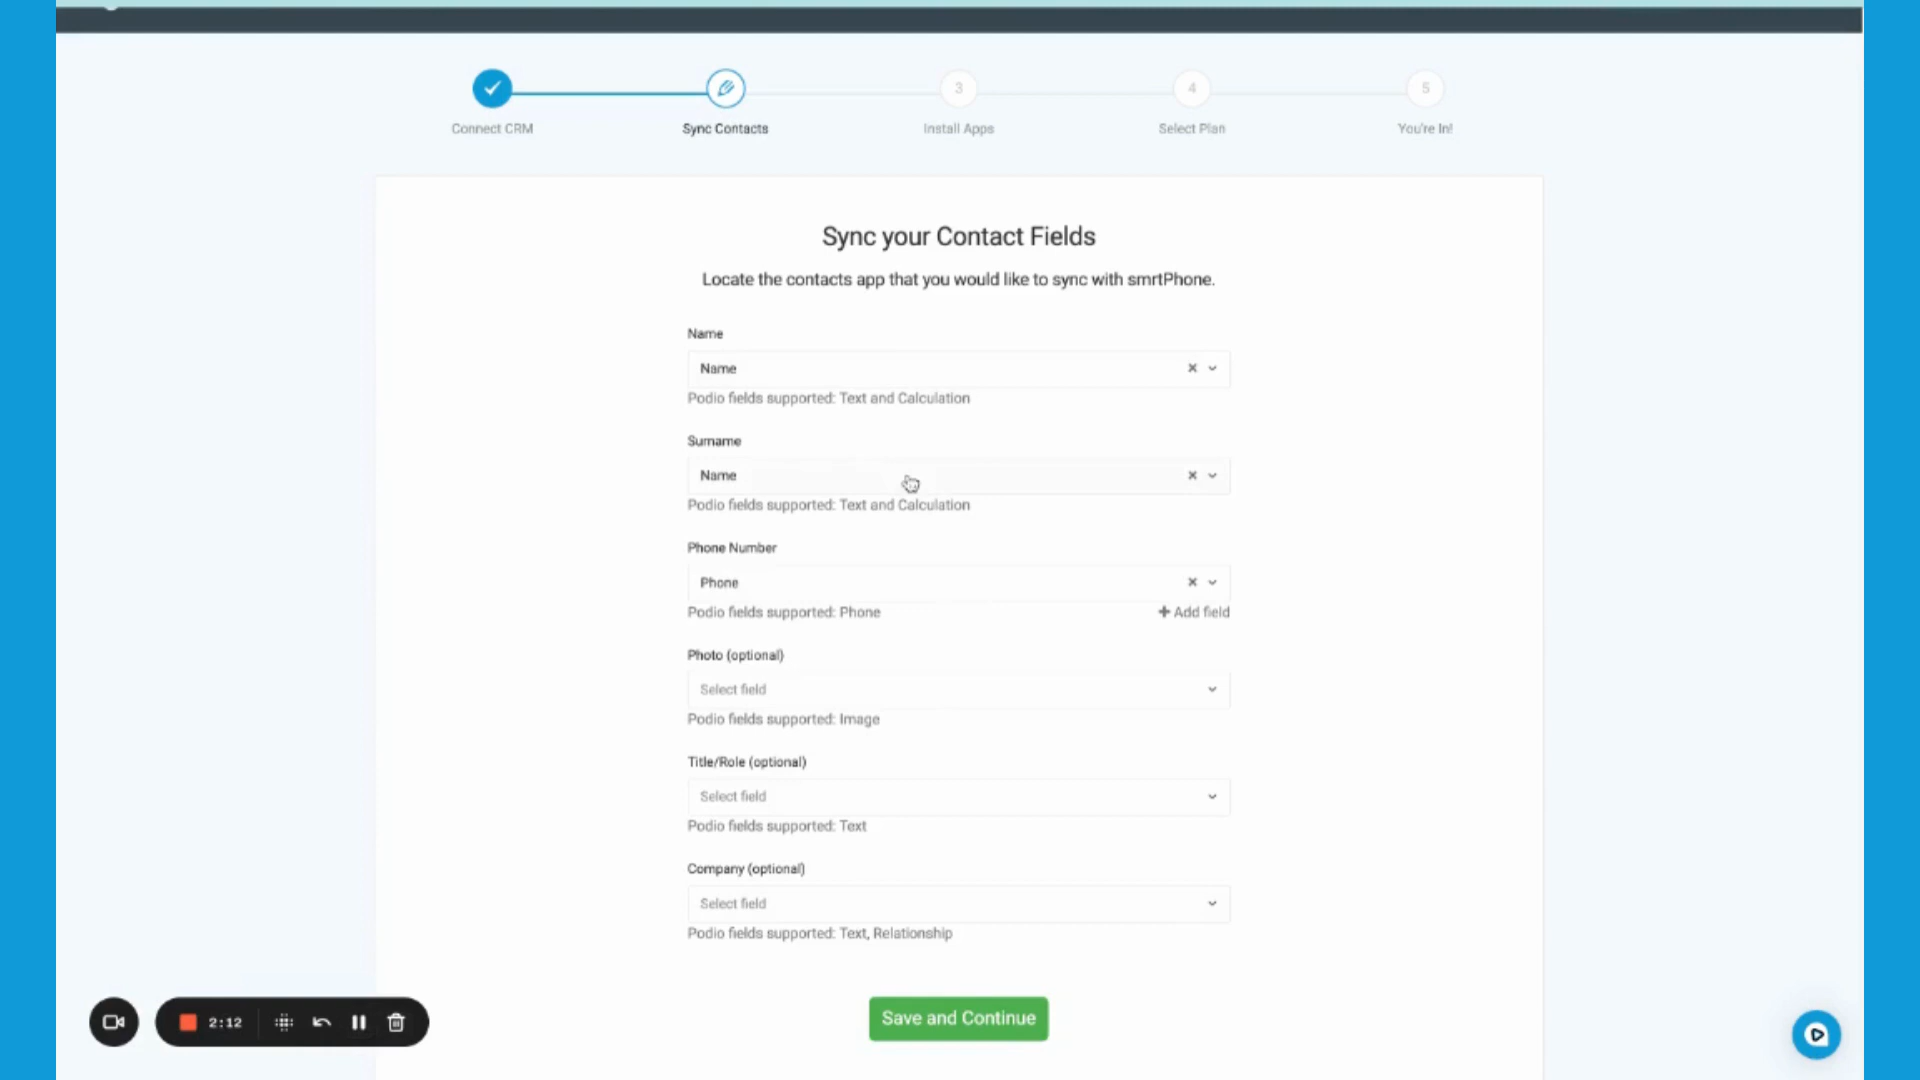 3
4
5
Connect CRM
Sync Contacts
Install Apps
Select Plan
You're In!
Sync your Contact Fields
Locate the contacts app that you would like to sync with smrtPhone.
Name
Name
Podio fields supported: Text and Calculation
Surname
Name
Podio fields supported: Text and Calculation
Phone Number
Phone
Podio fields supported: Phone
Add field
Photo (optional)
Select field
Podio fields supported: Image
Title/Role (optional)
Select field
Podio fields supported: Text
Company (optional)
Select field
Podio fields supported: Text, Relationship
Save and Continue
2:12